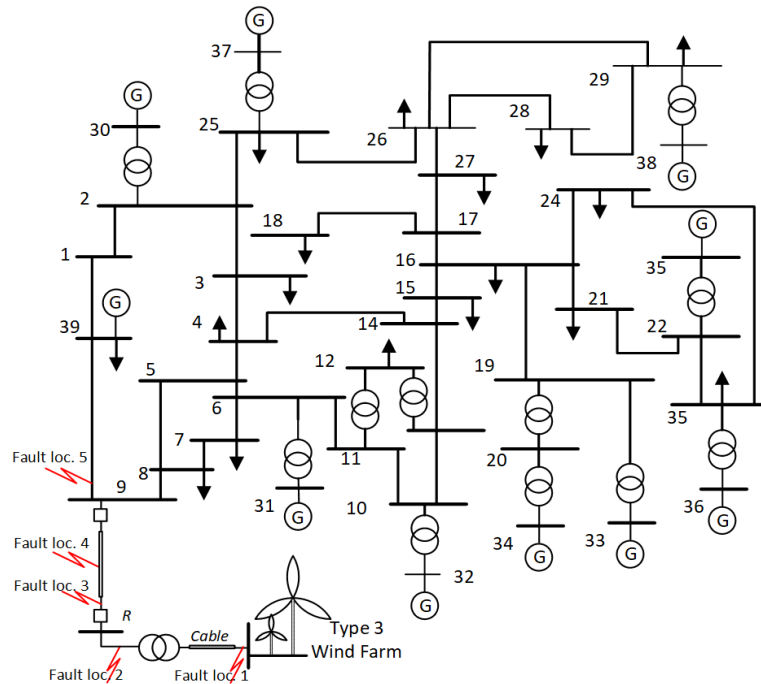 G
37
29
G
25
26
28
30
38
27
G
2
24
18
17
G
1
16
35
3
15
G
39
4
14
21
22
12
5
19
6
7
11
20
35
Fault loc. 5
8
9
31
10
36
G
34
33
G
Fault loc. 4
32
G
G
Fault loc. 3
G
R
Cable
Type 3
Wind Farm
Fault loc. 2
Fault loc. 1